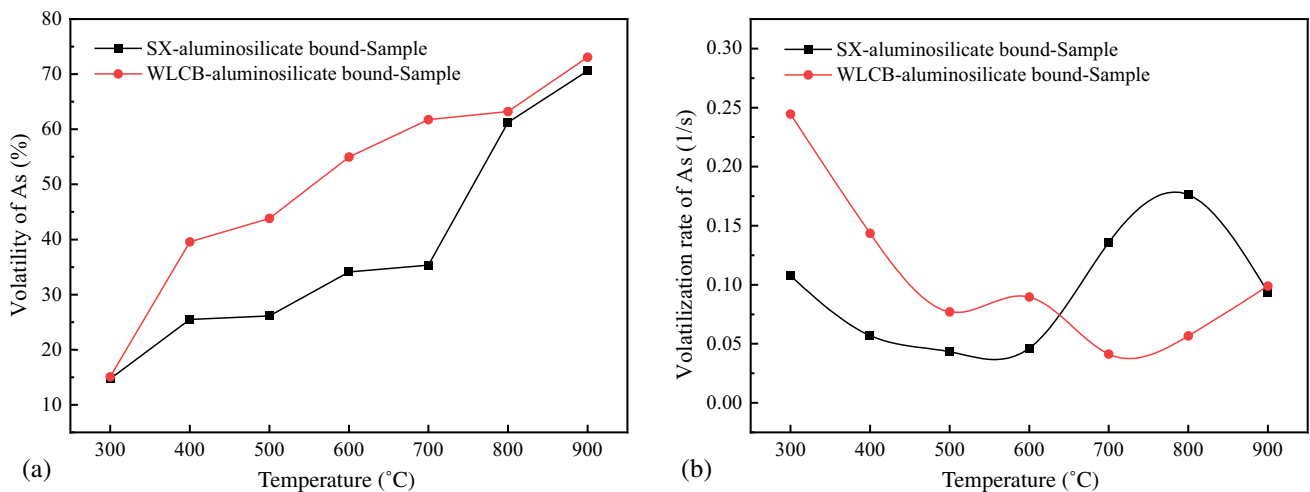 80
70
60
50
40
30
20
10
Volatility of As (%)
SX-aluminosilicate bound-Sample
WLCB-aluminosilicate bound-Sample
300 400 500 600 700 800 900
Temperature (˚C)
(a)
0.30
0.25
0.20
0.15
0.10
0.05
0.00
Volatilization rate of As (1/s)
SX-aluminosilicate bound-Sample
WLCB-aluminosilicate bound-Sample
300 400 500 600 700 800 900
Temperature (˚C)
(b)